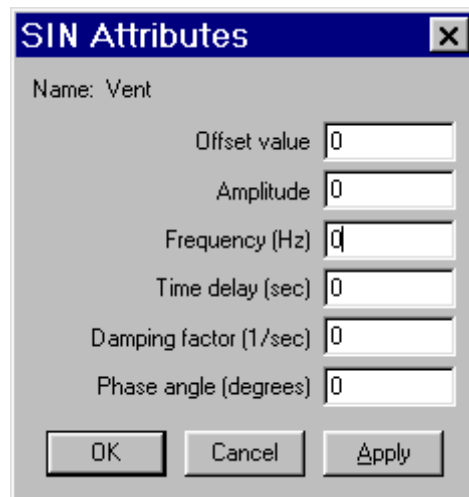 SIN Attributes
Name: Vent
Offset value 0
Amplitude 0
Frequency (Hz) 0
Time delay (sec) 0
Damping factor (1/sec) 0
Phase angle (degrees) 0
OK Cancel Apply